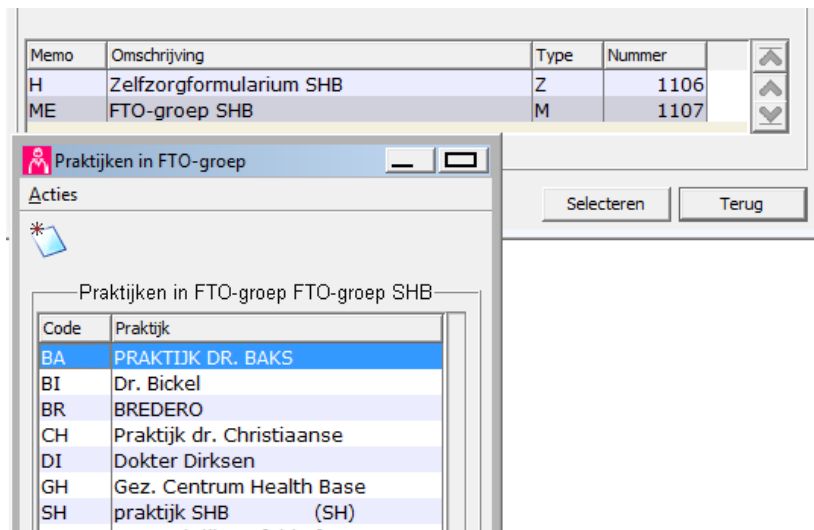 Memo Omschrijving Type Nummer
H Zelfzorgformularium SHB Z 1106
ME FTO-groep SHB M 1107
Praktijken in FTO-groep
Acties
Selecteren Terug
Praktijken in FTO-groep FTO-groep SHB
Code Praktijk
BA PRAKTIJK DR. BAKS
BI Dr. Bickel
BR BREDERO
CH Praktijk dr. Christiaanse
DI Dokter Dirksen
GH Gez. Centrum Health Base
SH praktijk SHB (SH)